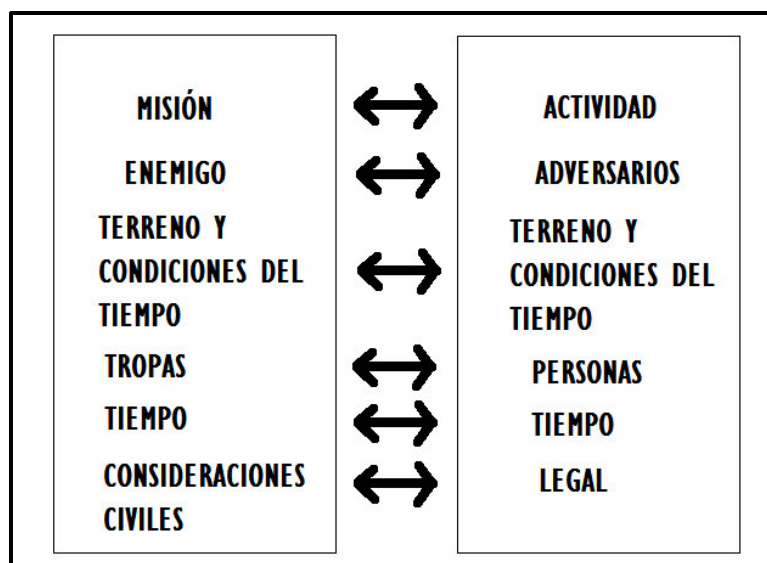 MISIÓN
ACTIVIDAD
ENEMIGO
ADVERSARIOS
TERRENO Y
CONDICIONES DEL
TIEMPO
TERRENO Y
CONDICIONES DEL
TIEMPO
TROPAS
PERSONAS
TIEMPO
TIEMPO
CONSIDERACIONES
CIVILES
LEGAL